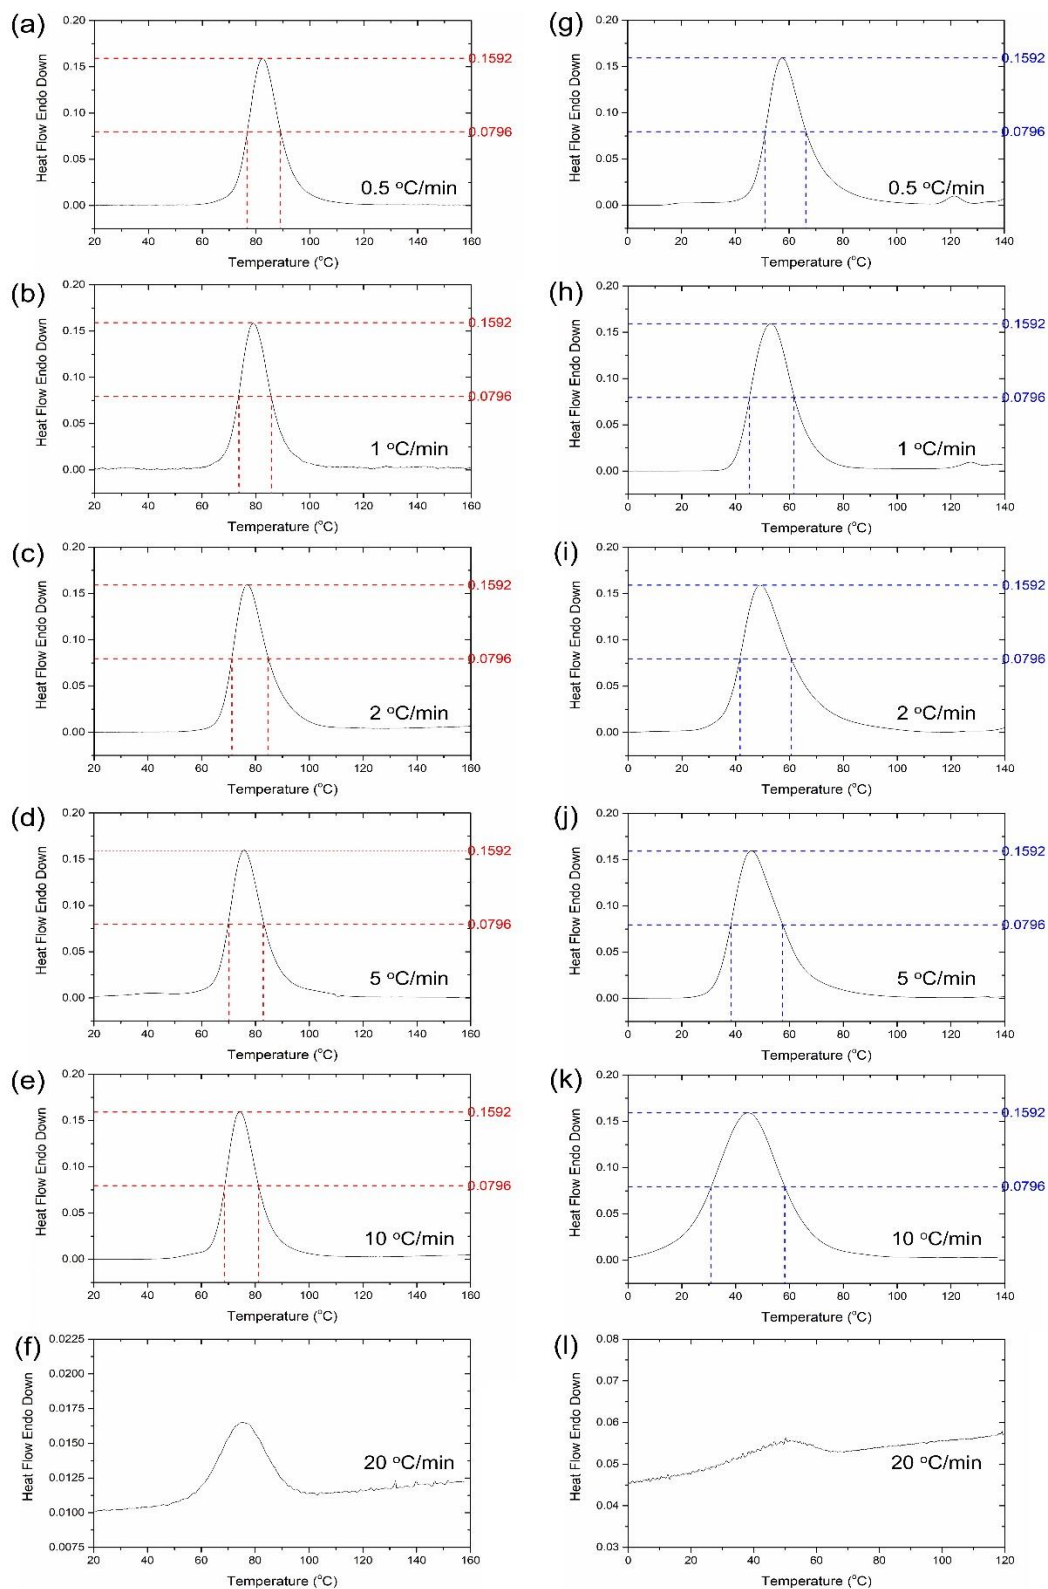 (a)
0.20
0.15
0.10
0.05
0.00
Heat Flow Endo Down
0.1592
0.0796
0.5 °C/min
20 40 60 80 100 120 140 160
Temperature (°C)
(g)
0.20
0.15
0.10
0.05
0.00
Heat Flow Endo Down
0.1592
0.0796
0.5 °C/min
0 20 40 60 80 100 120 140
Temperature (°C)
(b)
0.20
0.15
0.10
0.05
0.00
Heat Flow Endo Down
0.1592
0.0796
1 °C/min
20 40 60 80 100 120 140 160
Temperature (°C)
(h)
0.20
0.15
0.10
0.05
0.00
Heat Flow Endo Down
0.1592
0.0796
1 °C/min
0 20 40 60 80 100 120 140
Temperature (°C)
(c)
0.20
0.15
0.10
0.05
0.00
Heat Flow Endo Down
0.1592
0.0796
2 °C/min
20 40 60 80 100 120 140 160
Temperature (°C)
(i)
0.20
0.15
0.10
0.05
0.00
Heat Flow Endo Down
0.1592
0.0796
2 °C/min
0 20 40 60 80 100 120 140
Temperature (°C)
(d)
0.20
0.15
0.10
0.05
0.00
Heat Flow Endo Down
0.1592
0.0796
5 °C/min
20 40 60 80 100 120 140 160
Temperature (°C)
(j)
0.20
0.15
0.10
0.05
0.00
Heat Flow Endo Down
0.1592
0.0796
5 °C/min
0 20 40 60 80 100 120 140
Temperature (°C)
(e)
0.20
0.15
0.10
0.05
0.00
Heat Flow Endo Down
0.1592
0.0796
10 °C/min
20 40 60 80 100 120 140 160
Temperature (°C)
(k)
0.20
0.15
0.10
0.05
0.00
Heat Flow Endo Down
0.1592
0.0796
10 °C/min
0 20 40 60 80 100 120 140
Temperature (°C)
(f)
0.0225
0.0200
0.0175
0.0150
0.0125
0.0100
0.0075
Heat Flow Endo Down
20 °C/min
20 40 60 80 100 120 140 160
Temperature (°C)
(l)
0.08
0.07
0.06
0.05
0.04
0.03
Heat Flow Endo Down
20 °C/min
0 20 40 60 80 100 120
Temperature (°C)